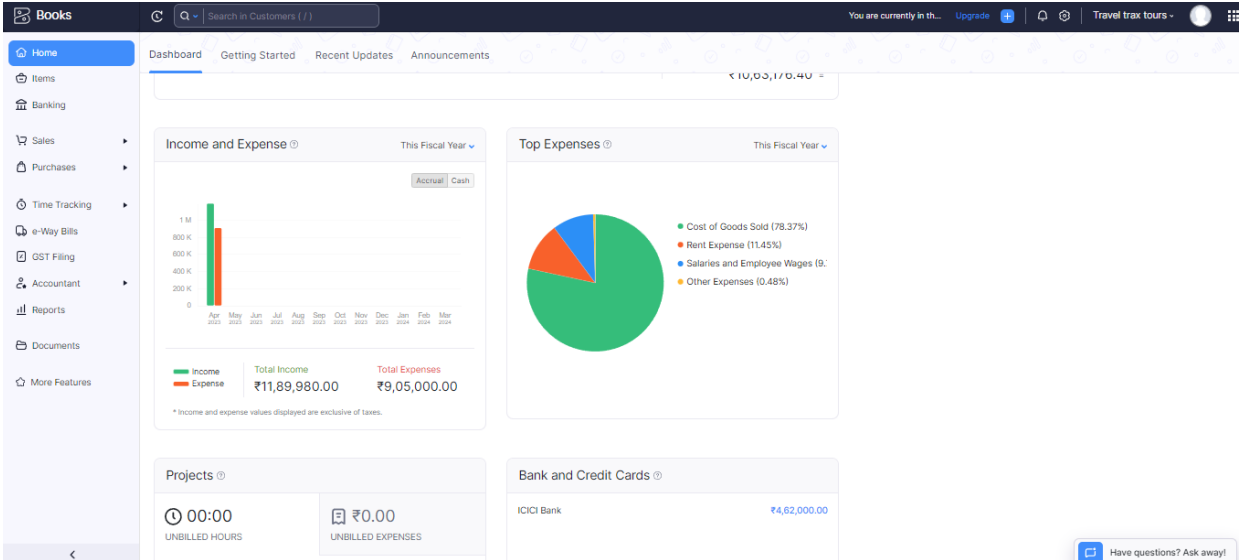 Books
Search in Customers ( / )
You are currently in th... Upgrade
Travel trax tours
Home
Items
Banking
Sales
Purchases
Time Tracking
e-Way Bills
GST Filing
Accountant
Reports
Documents
More Features
Dashboard Getting Started Recent Updates Announcements
₹10,63,176.40
Income and Expense
This Fiscal Year
Accrual Cash
1 M
800 K
600 K
400 K
200 K
0
Apr May Jun Jul Aug Sep Oct Nov Dec Jan Feb Mar
2023 2023 2023 2023 2023 2023 2023 2023 2023 2024 2024 2024
Income
Expense
Total Income
₹11,89,980.00
Total Expenses
₹9,05,000.00
* Income and expense values displayed are exclusive of taxes.
Top Expenses
This Fiscal Year
Cost of Goods Sold (78.37%)
Rent Expense (11.45%)
Salaries and Employee Wages (9.
Other Expenses (0.48%)
Projects
00:00
UNBILLED HOURS
₹0.00
UNBILLED EXPENSES
Bank and Credit Cards
ICICI Bank ₹4,62,000.00
Have questions? Ask away!